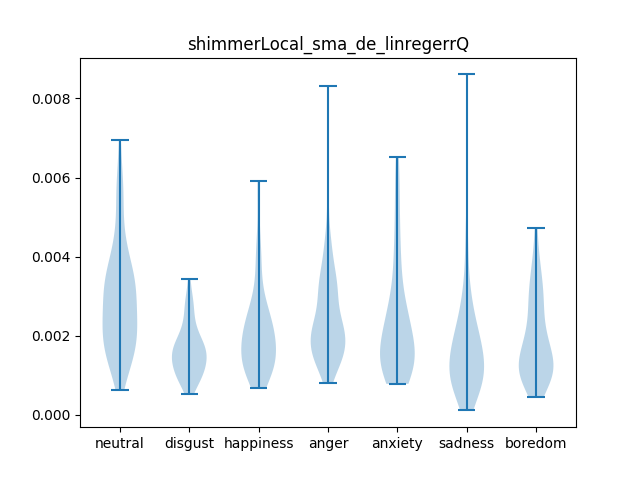 shimmerLocal_sma_de_linregerrQ
0.008
0.006
0.004
0.002
0.000
neutral disgust happiness anger anxiety sadness boredom